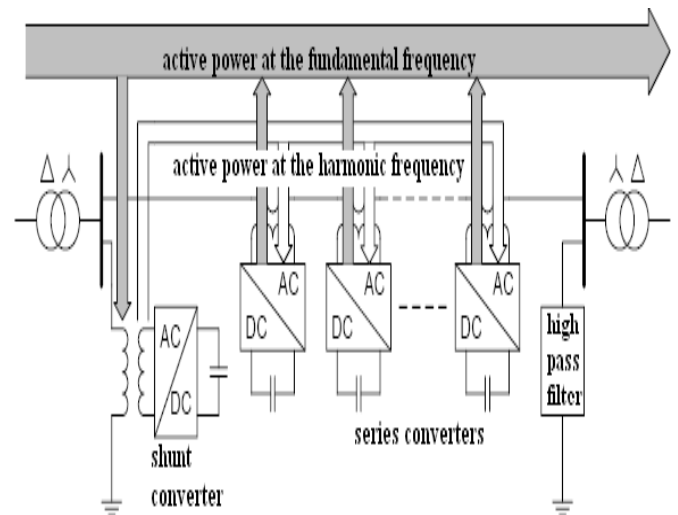 active power at the fundamental frequency
active power at the harmonic frequency
Δ Y
Y Δ
AC
DC
AC
DC
AC
DC
AC
DC
high
pass
filter
series converters
shunt
converter